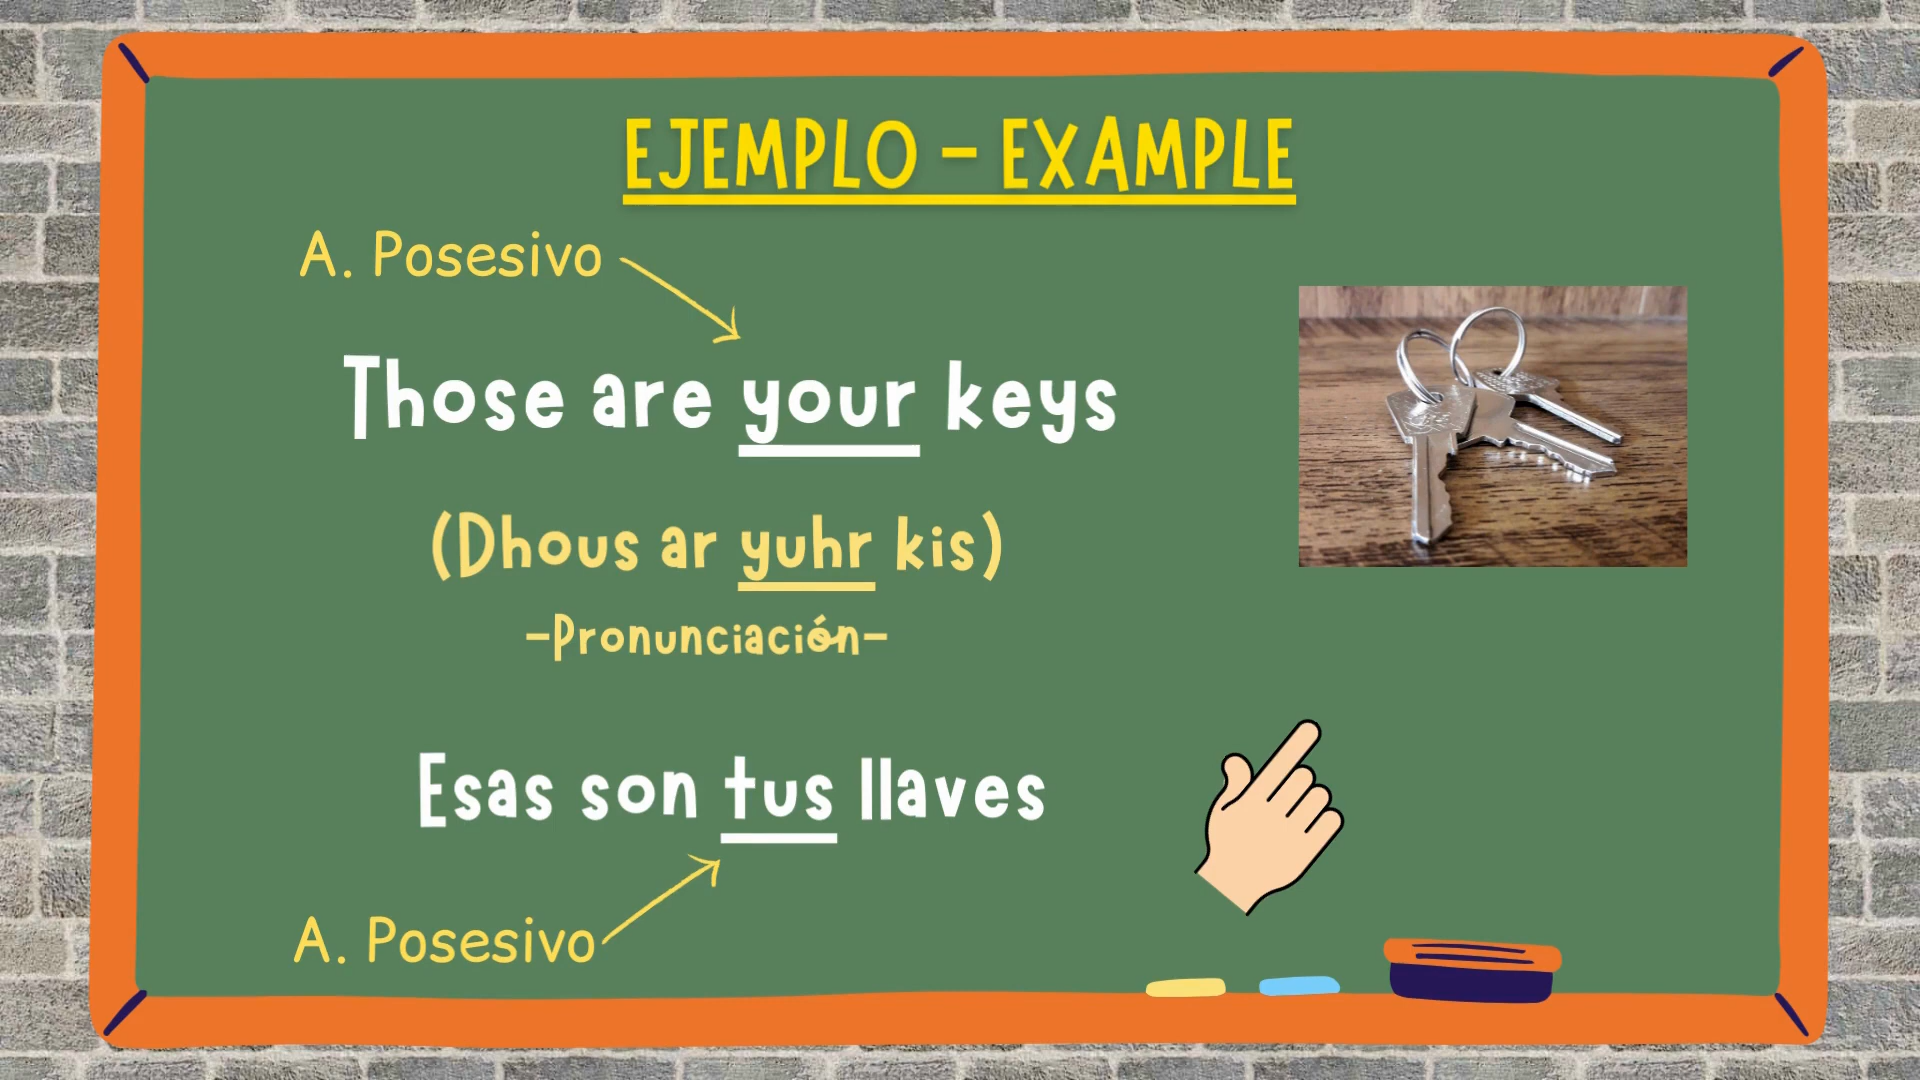 EJEMPLO - EXAMPLE
A. Posesivo
Those are your keys
(Dhous ar yuhr kis)
-Pronunciación-
Esas son tus llaves
A. Posesivo